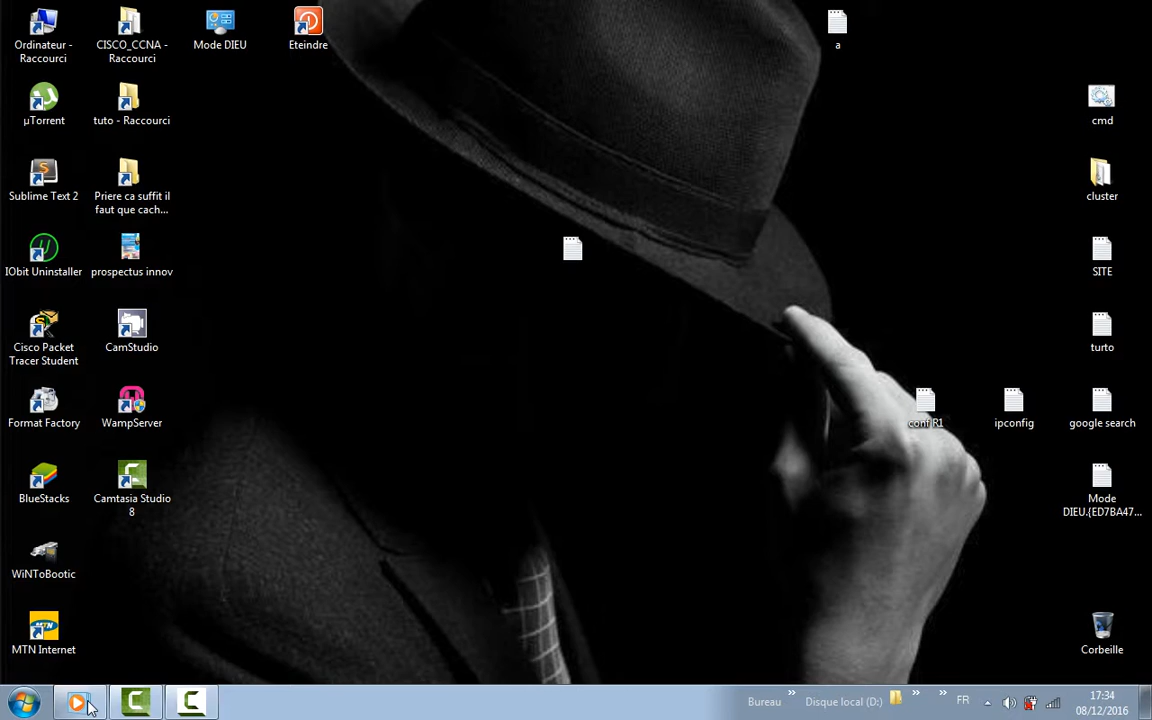 Ordinateur -
Raccourci
CISCO_CCNA -
Raccourci
Mode DIEU
Eteindre
a
µTorrent
tuto - Raccourci
cmd
Sublime Text 2
Priere ca suffit il
faut que cach...
cluster
IObit Uninstaller
prospectus innov
SITE
Cisco Packet
Tracer Student
CamStudio
turto
Format Factory
WampServer
conf R1
ipconfig
google search
BlueStacks
Camtasia Studio
8
Mode
DIEU.{ED7BA47...
WiNToBootic
MTN
MTN Internet
Corbeille
Bureau
»
Disque local (D:)
»
»
FR
17:34
08/12/2016